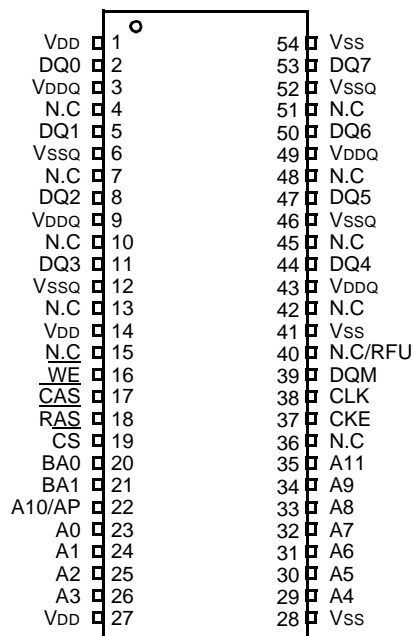 VDD 1 54 VSS
DQ0 2 53 DQ7
VDDQ 3 52 VSSQ
N.C 4 51 N.C
DQ1 5 50 DQ6
VSSQ 6 49 VDDQ
N.C 7 48 N.C
DQ2 8 47 DQ5
VDDQ 9 46 VSSQ
N.C 10 45 N.C
DQ3 11 44 DQ4
VSSQ 12 43 VDDQ
N.C 13 42 N.C
VDD 14 41 VSS
N.C 15 40 N.C/RFU
WE 16 39 DQM
CAS 17 38 CLK
RAS 18 37 CKE
CS 19 36 N.C
BA0 20 35 A11
BA1 21 34 A9
A10/AP 22 33 A8
A0 23 32 A7
A1 24 31 A6
A2 25 30 A5
A3 26 29 A4
VDD 27 28 VSS